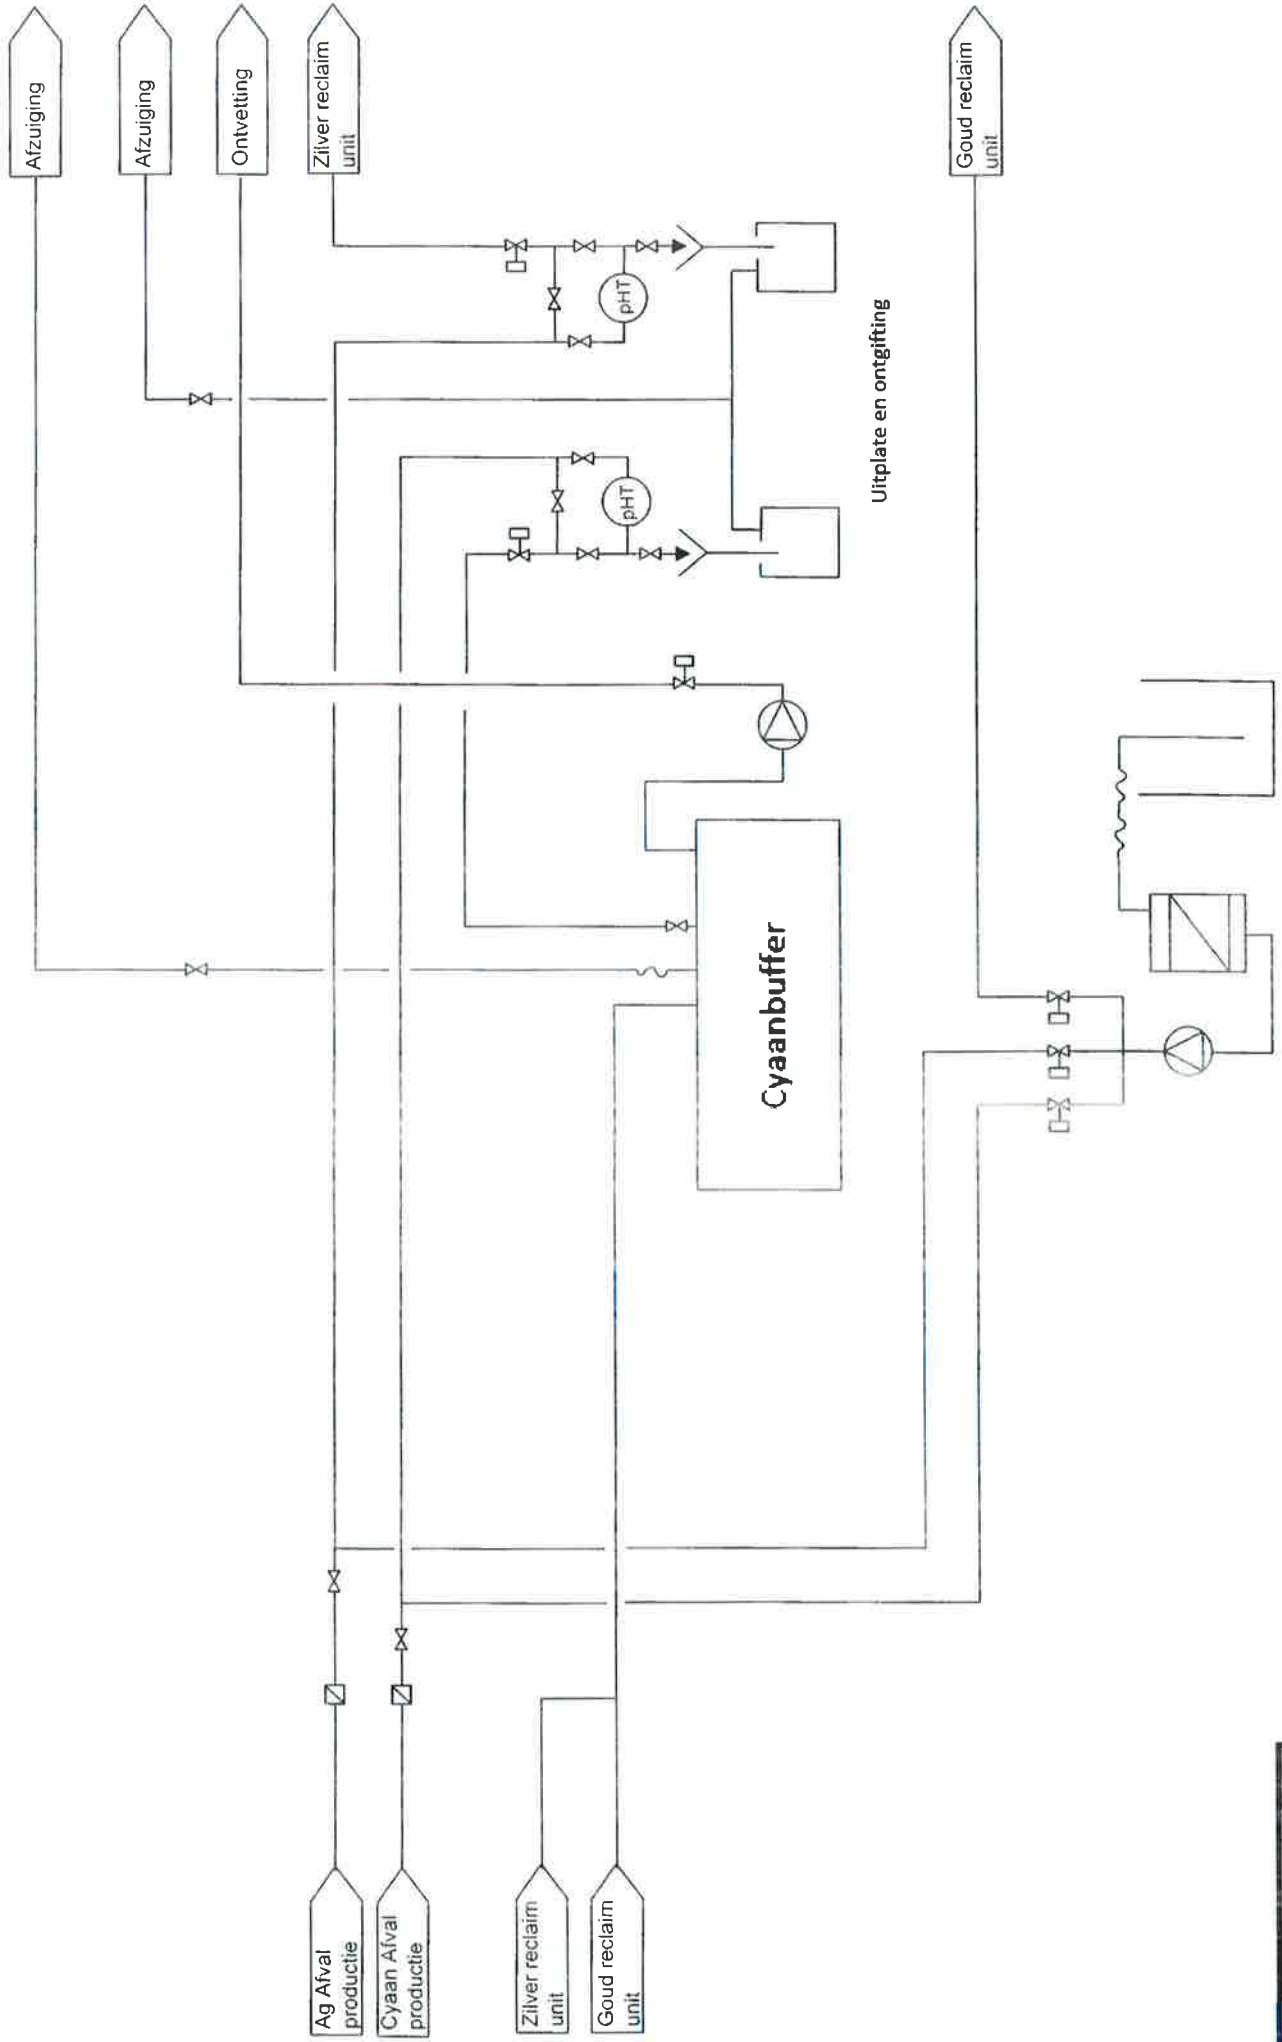 Afzuiging
Afzuiging
Ontvetting
Zilver reclaim
unit
Goud reclaim
unit
pHT
pHT
Uitplate en ontgifting
Cyaanbuffer
Ag Afval
productie
Cyaan Afval
productie
Zilver reclaim
unit
Goud reclaim
unit